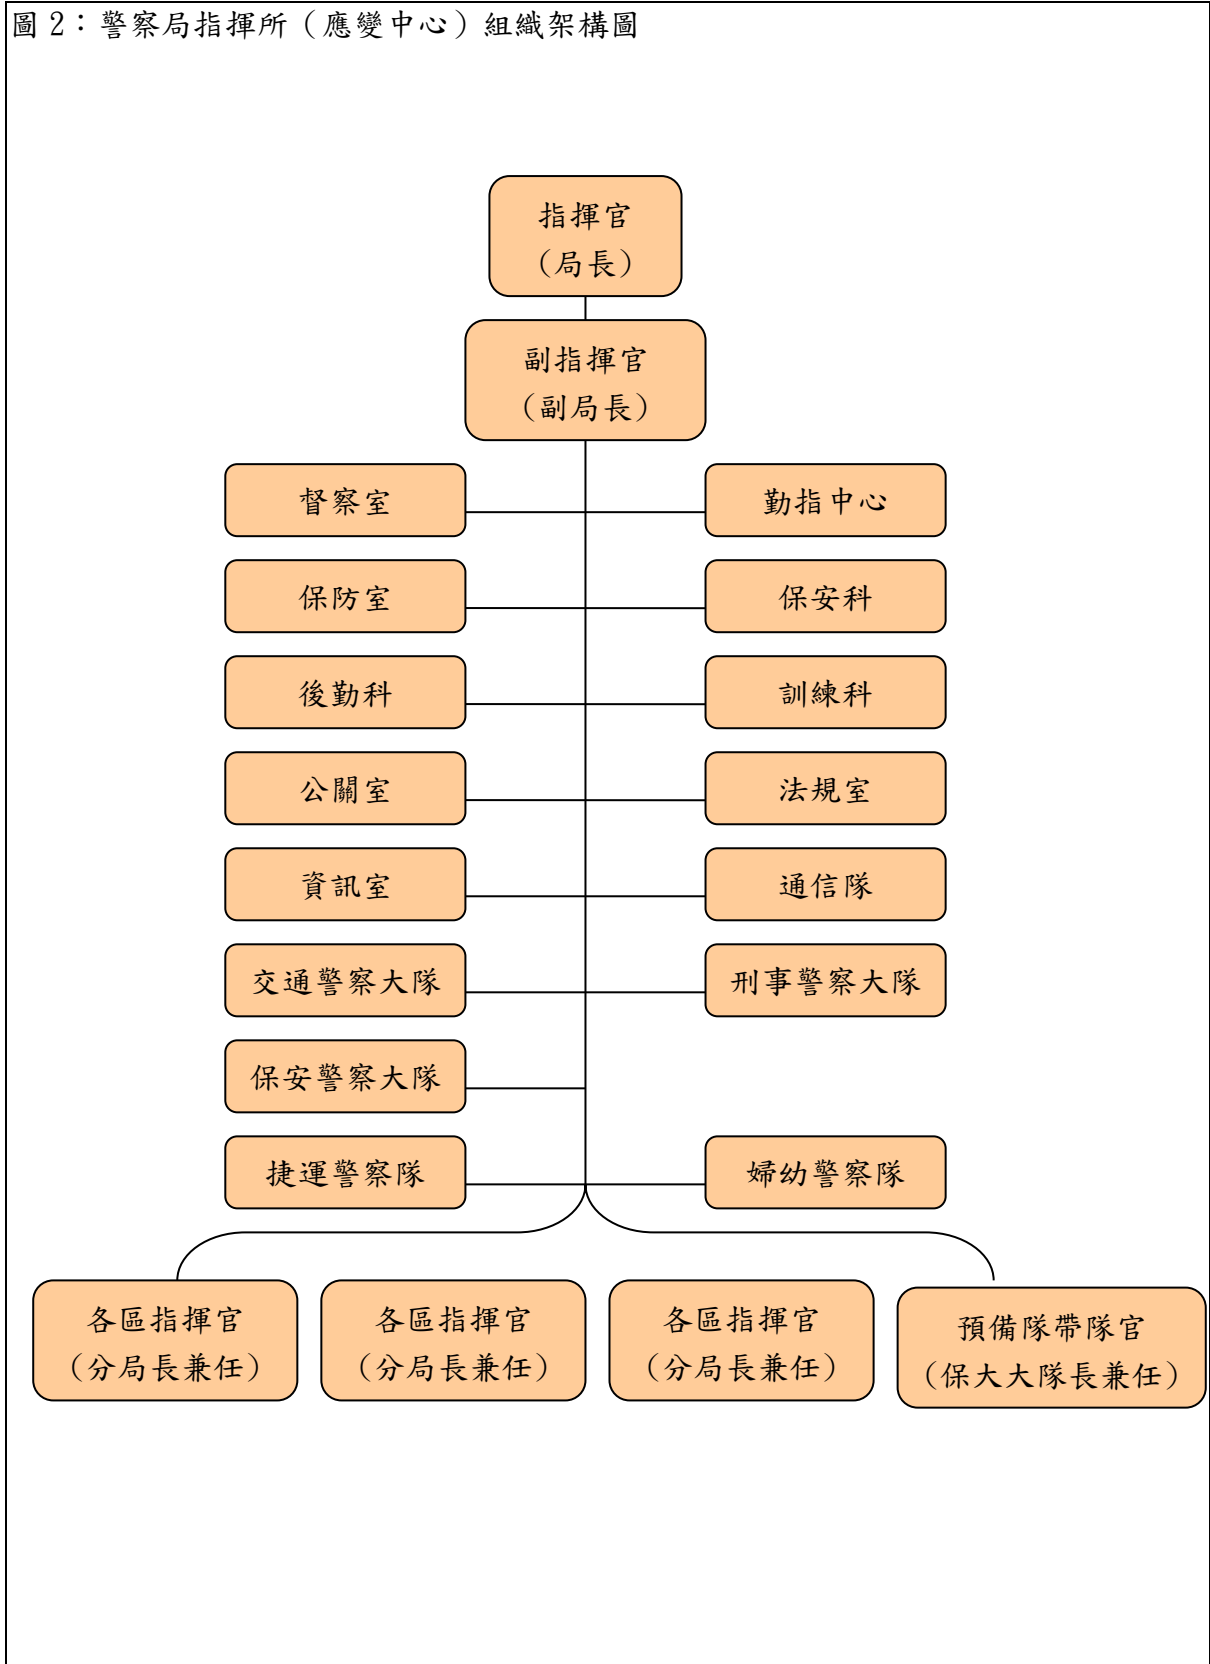 圖 2：警察局指揮所（應變中心）組織架構圖
指揮官
（局長）
副指揮官
（副局長）
督察室
勤指中心
保防室
保安科
後勤科
訓練科
公關室
法規室
資訊室
通信隊
交通警察大隊
刑事警察大隊
保安警察大隊
捷運警察隊
婦幼警察隊
各區指揮官
（分局長兼任）
各區指揮官
（分局長兼任）
各區指揮官
（分局長兼任）
預備隊帶隊官
（保大大隊長兼任）